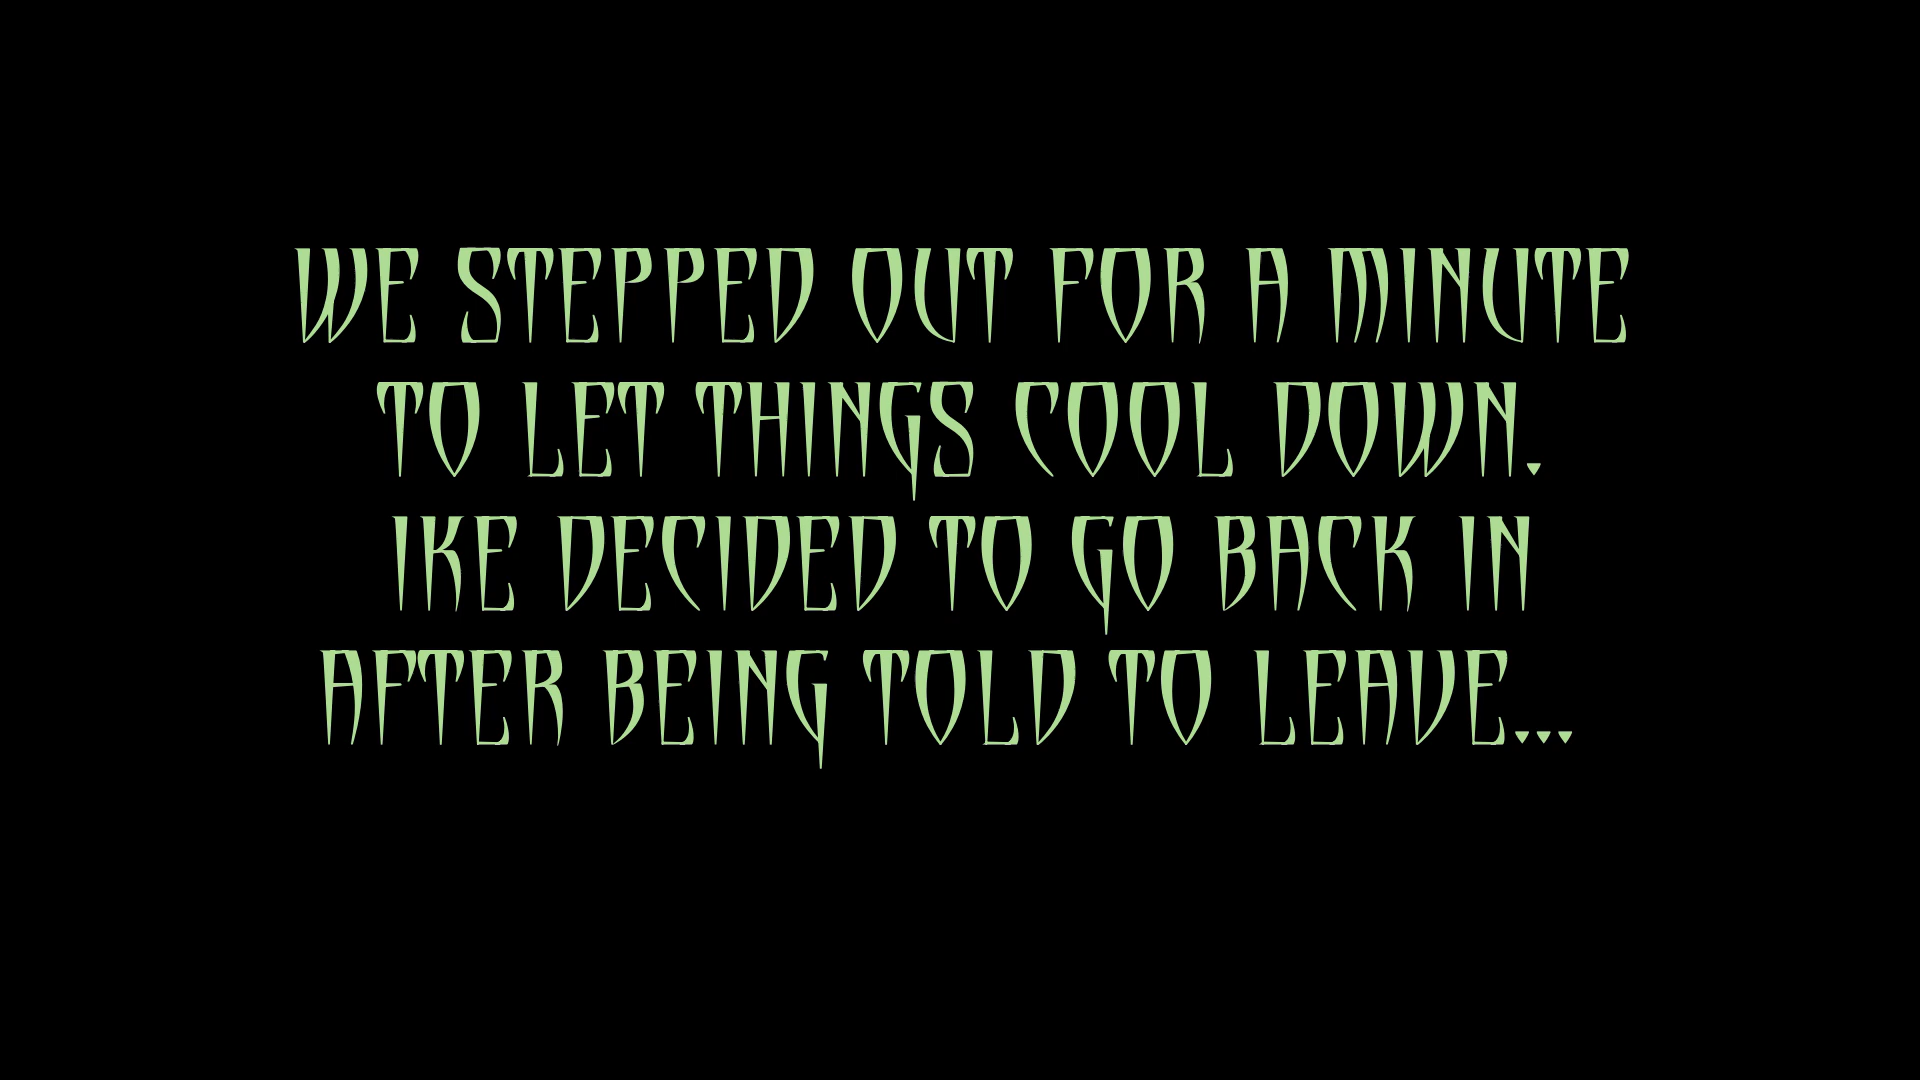 WE STEPPED OUT FOR A MINUTE
TO LET THINGS COOL DOWN.
IKE DECIDED TO GO BACK IN
AFTER BEING TOLD TO LEAVE...